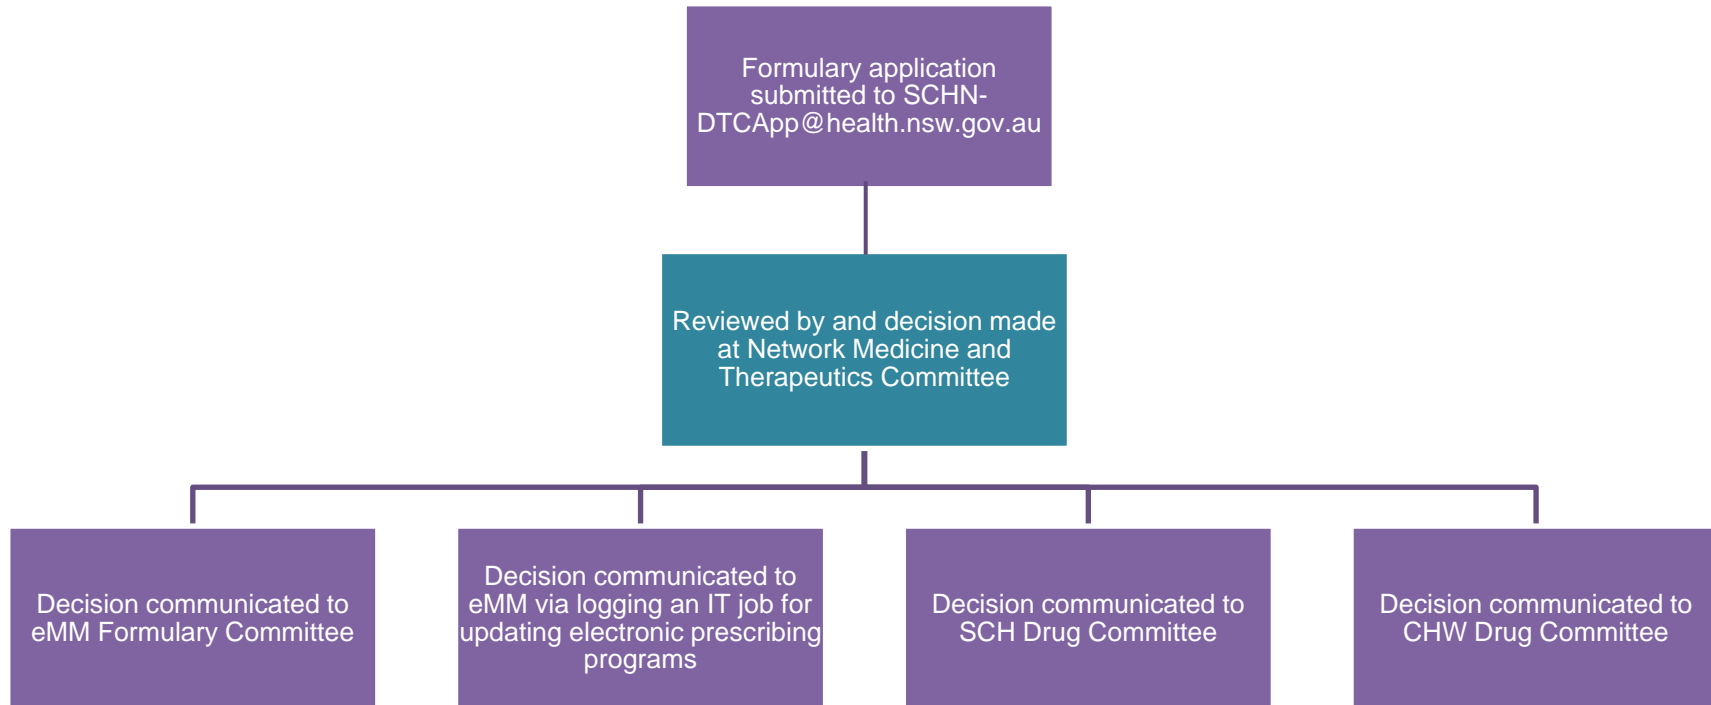 Formulary application
submitted to SCHN-
DTCApp@health.nsw.gov.au
Reviewed by and decision made
at Network Medicine and
Therapeutics Committee
Decision communicated to
eMM Formulary Committee
Decision communicated to
eMM via logging an IT job for
updating electronic prescribing
programs
Decision communicated to
SCH Drug Committee
Decision communicated to
CHW Drug Committee